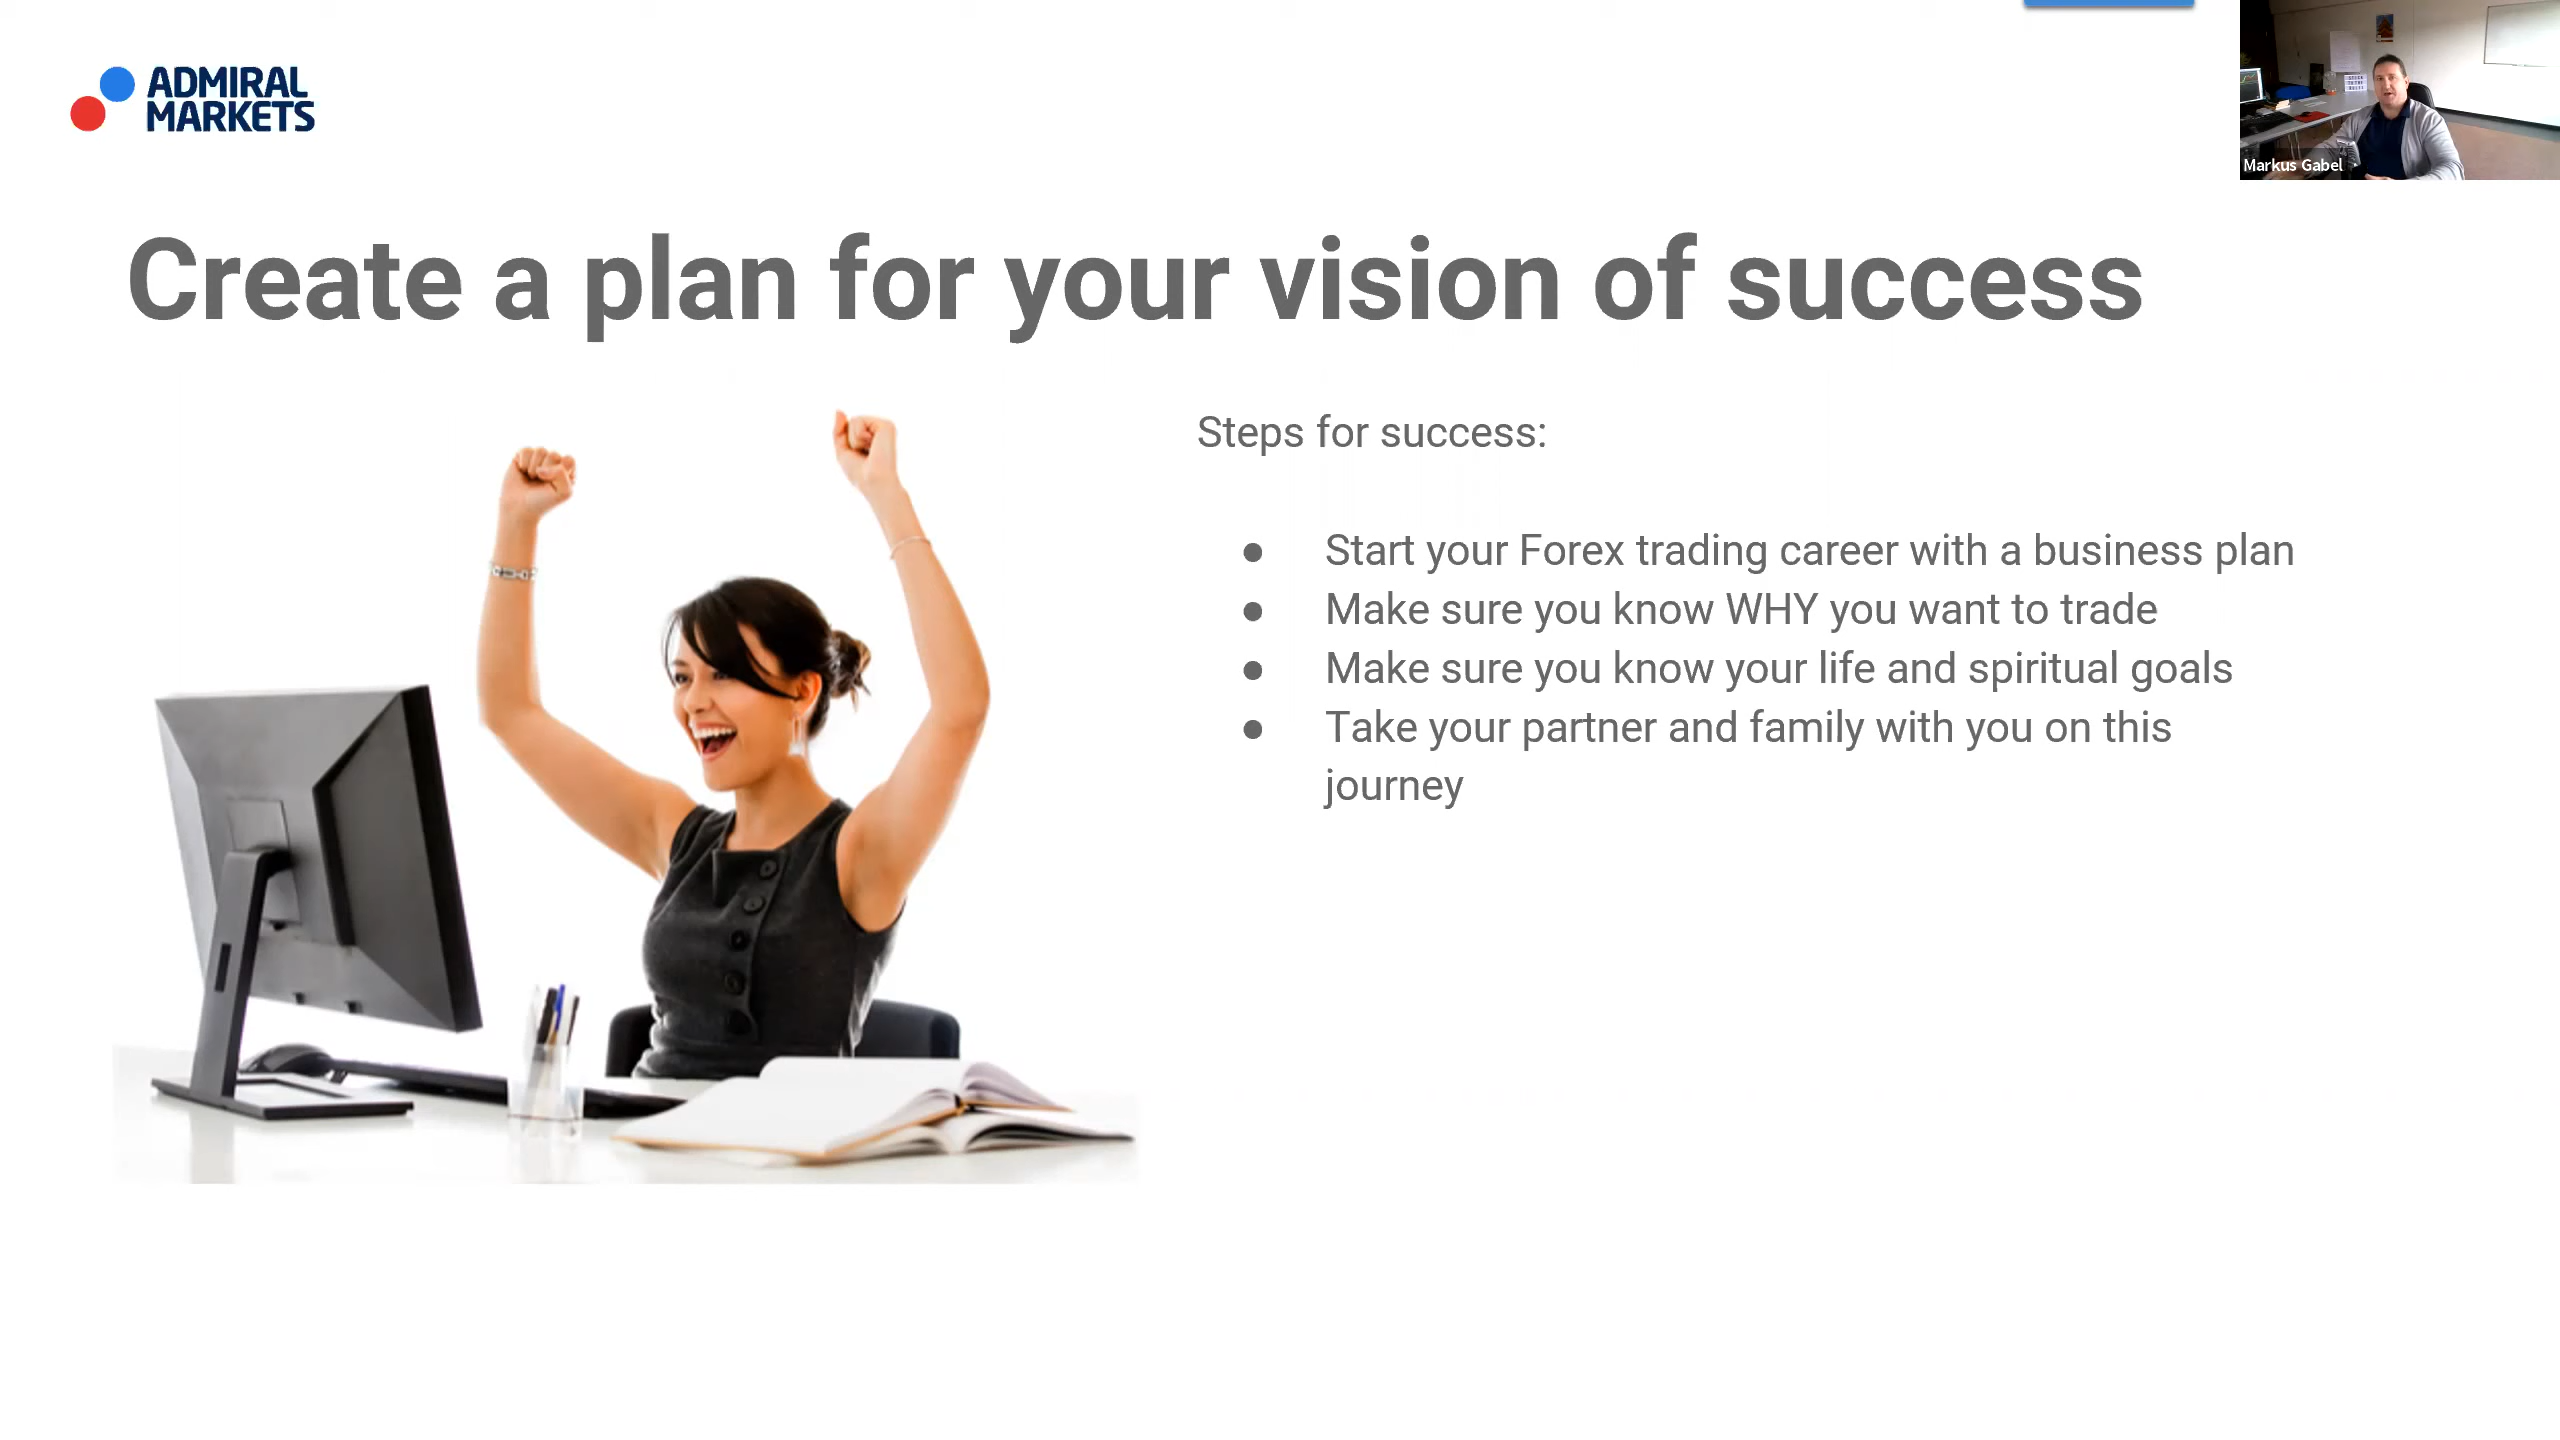 ADMIRAL
MARKETS
Markus Gabel
Create a plan for your vision of success
Steps for success:
● Start your Forex trading career with a business plan
● Make sure you know WHY you want to trade
● Make sure you know your life and spiritual goals
● Take your partner and family with you on this
journey